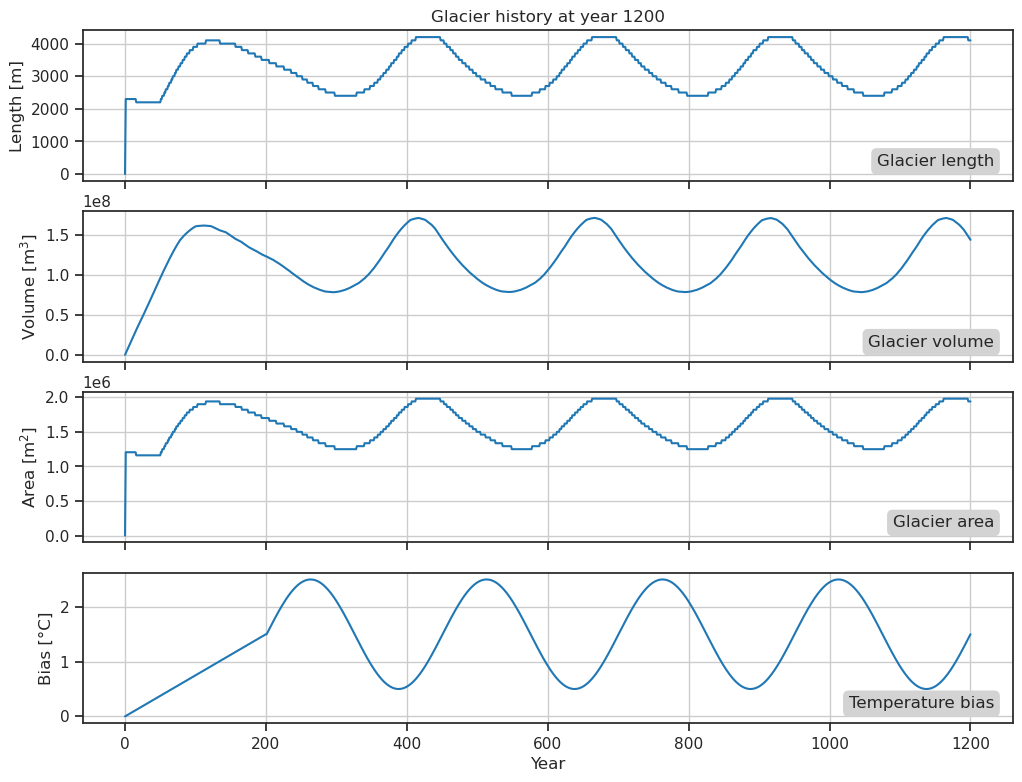 Glacier history at year 1200
Length [m]
4000
3000
2000
1000
0
Glacier length
1e8
Volume [m³]
1.5
1.0
0.5
0.0
Glacier volume
1e6
Area [m²]
2.0
1.5
1.0
0.5
0.0
Glacier area
Bias [°C]
2
1
0
Temperature bias
0 200 400 600 800 1000 1200
Year